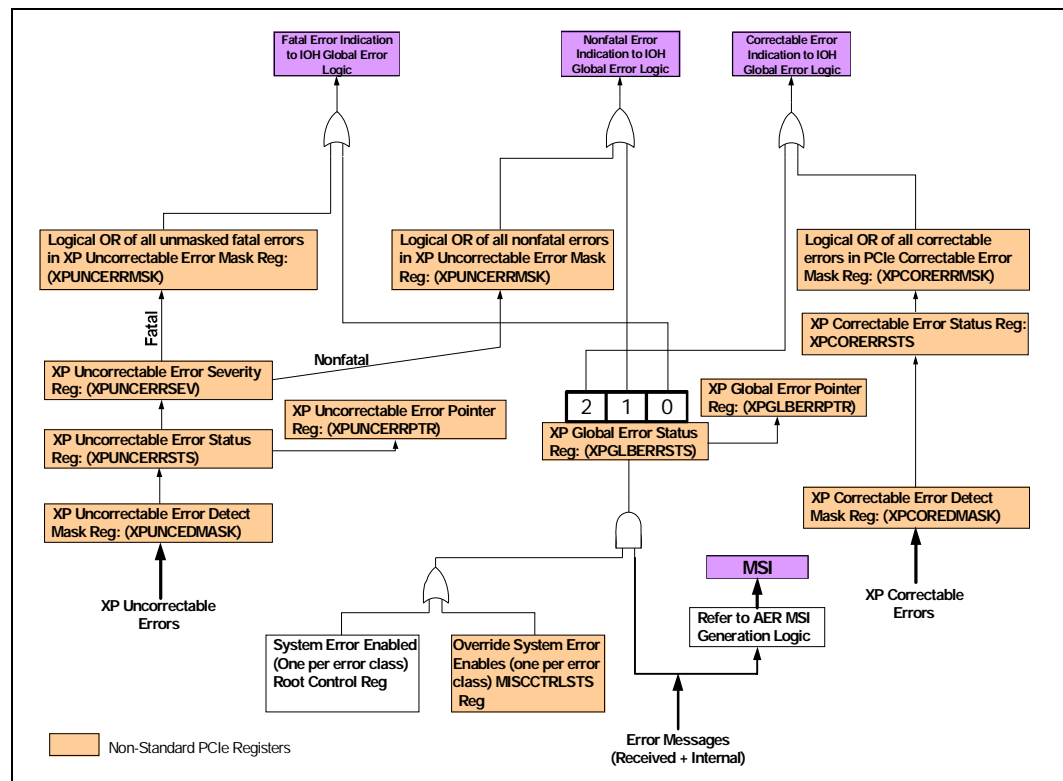 Fatal Error Indication
to IOH Global Error
Logic
Nonfatal Error
Indication to IOH
Global Error Logic
Correctable Error
Indication to IOH
Global Error Logic
Logical OR of all unmasked fatal errors
in XP Uncorrectable Error Mask Reg:
(XPUNCERRMSK)
Logical OR of all nonfatal errors
in XP Uncorrectable Error Mask
Reg: (XPUNCERRMSK)
Logical OR of all correctable
errors in PCIe Correctable Error
Mask Reg: (XPCORERRMSK)
Fatal
Nonfatal
XP Correctable Error Status Reg:
XPCORERRSTS
XP Uncorrectable Error Severity
Reg: (XPUNCERRSEV)
XP Uncorrectable Error Pointer
Reg: (XPUNCERRPTR)
2 1 0
XP Global Error Pointer
Reg: (XPGLBERRPTR)
XP Uncorrectable Error Status
Reg: (XPUNCERRSTS)
XP Global Error Status
Reg: (XPGLBERRSTS)
XP Uncorrectable Error Detect
Mask Reg: (XPUNCEDMASK)
XP Correctable Error Detect
Mask Reg: (XPCOREDMASK)
XP Uncorrectable
Errors
MSI
XP Correctable
Errors
Refer to AER MSI
Generation Logic
System Error Enabled
(One per error class)
Root Control Reg
Override System Error
Enables (one per error
class) MISCCTRLSTS
Reg
Error Messages
(Received + Internal)
Non-Standard PCIe Registers